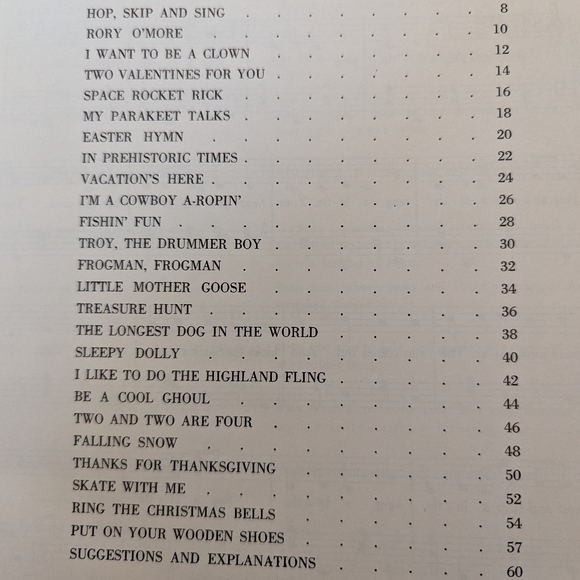 HOP, SKIP AND SING . . . . . . . . 8
RORY O'MORE . . . . . . . . . 10
I WANT TO BE A CLOWN . . . . . . . 12
TWO VALENTINES FOR YOU . . . . . . . 14
SPACE ROCKET RICK . . . . . . . . 16
MY PARAKEET TALKS . . . . . . . . 18
EASTER HYMN . . . . . . . . . 20
IN PREHISTORIC TIMES . . . . . . . . 22
VACATION'S HERE . . . . . . . . . 24
I'M A COWBOY A-ROPIN' . . . . . . . 26
FISHIN' FUN . . . . . . . . . . 28
TROY, THE DRUMMER BOY . . . . . . . 30
FROGMAN, FROGMAN . . . . . . . . 32
LITTLE MOTHER GOOSE . . . . . . . 34
TREASURE HUNT . . . . . . . . . 36
THE LONGEST DOG IN THE WORLD . . . . . 38
SLEEPY DOLLY . . . . . . . . . 40
I LIKE TO DO THE HIGHLAND FLING . . . . . 42
BE A COOL GHOUL . . . . . . . . 44
TWO AND TWO ARE FOUR . . . . . . . 46
FALLING SNOW . . . . . . . . . 48
THANKS FOR THANKSGIVING . . . . . . 50
SKATE WITH ME . . . . . . . . . 52
RING THE CHRISTMAS BELLS . . . . . . 54
PUT ON YOUR WOODEN SHOES . . . . . . 57
SUGGESTIONS AND EXPLANATIONS . . . . . 60